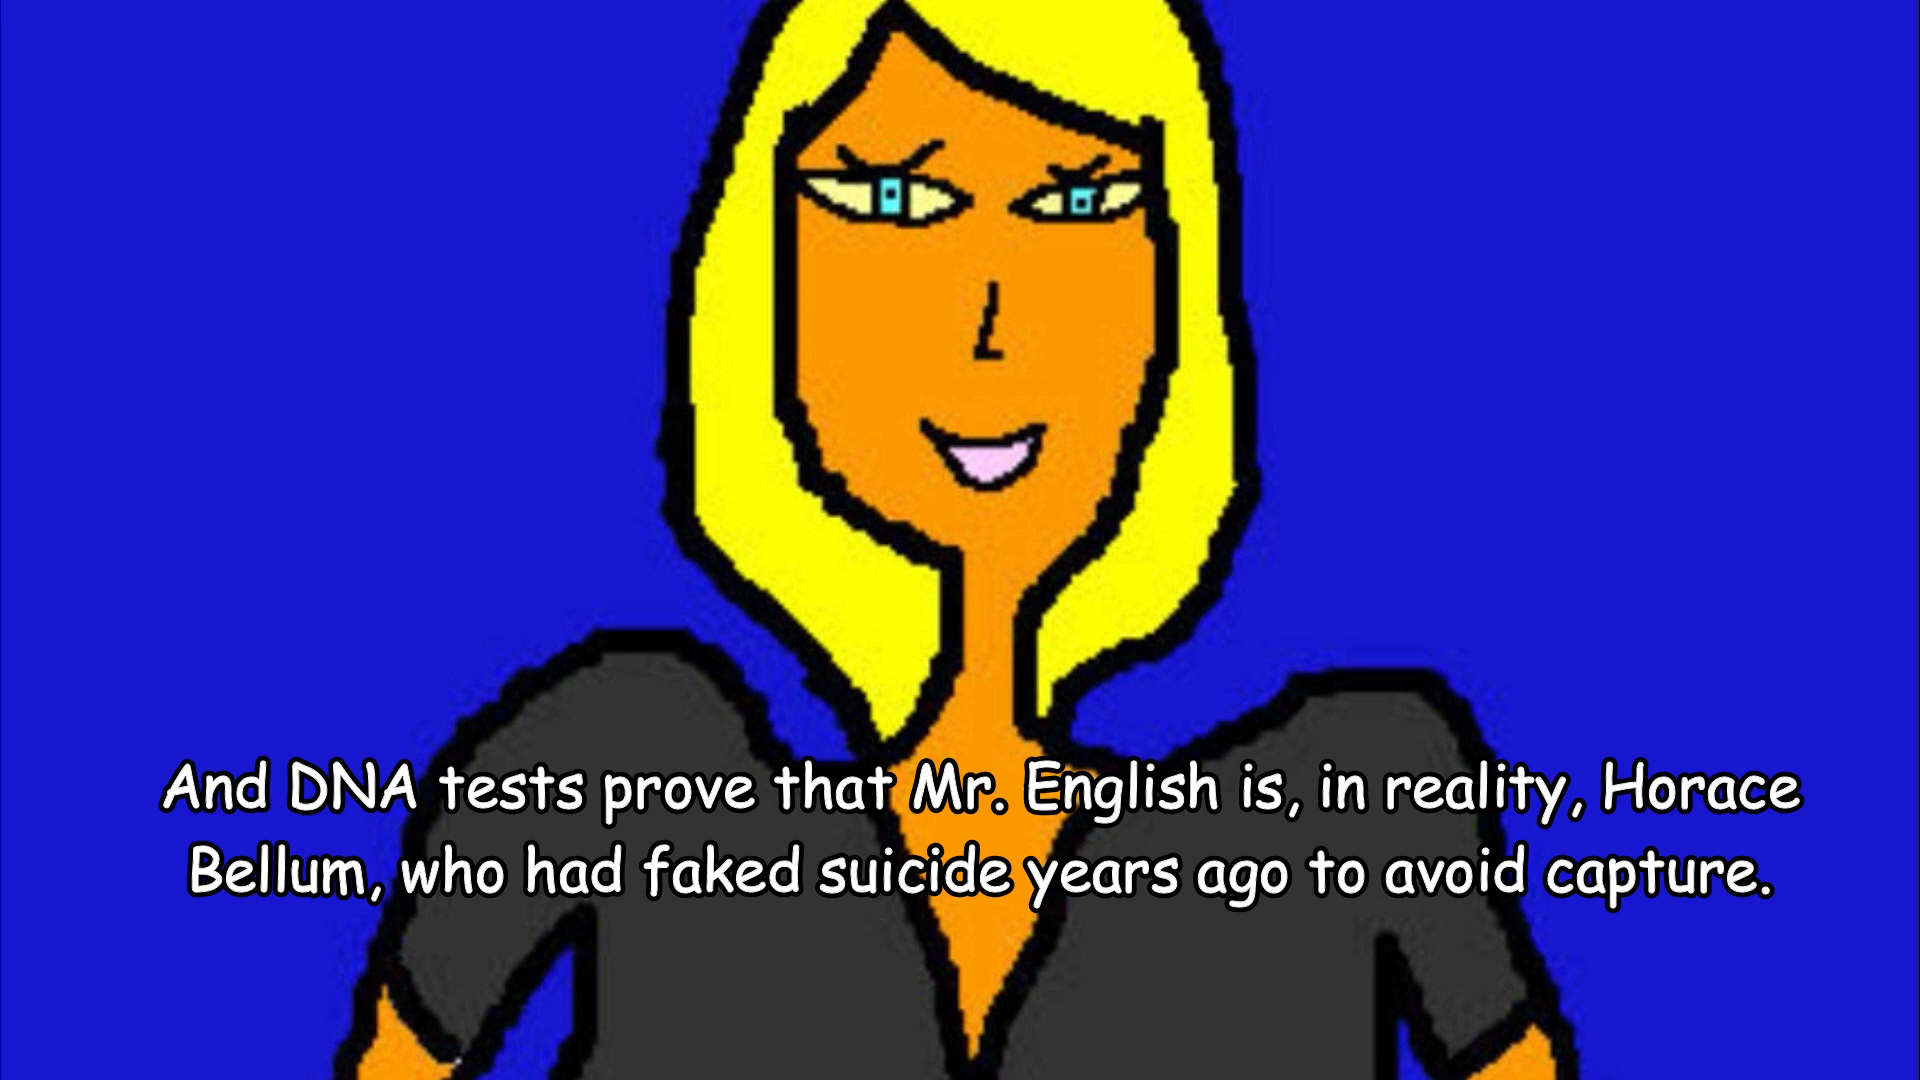 And DNA tests prove that Mr. English is, in reality, Horace
Bellum, who had faked suicide years ago to avoid capture.